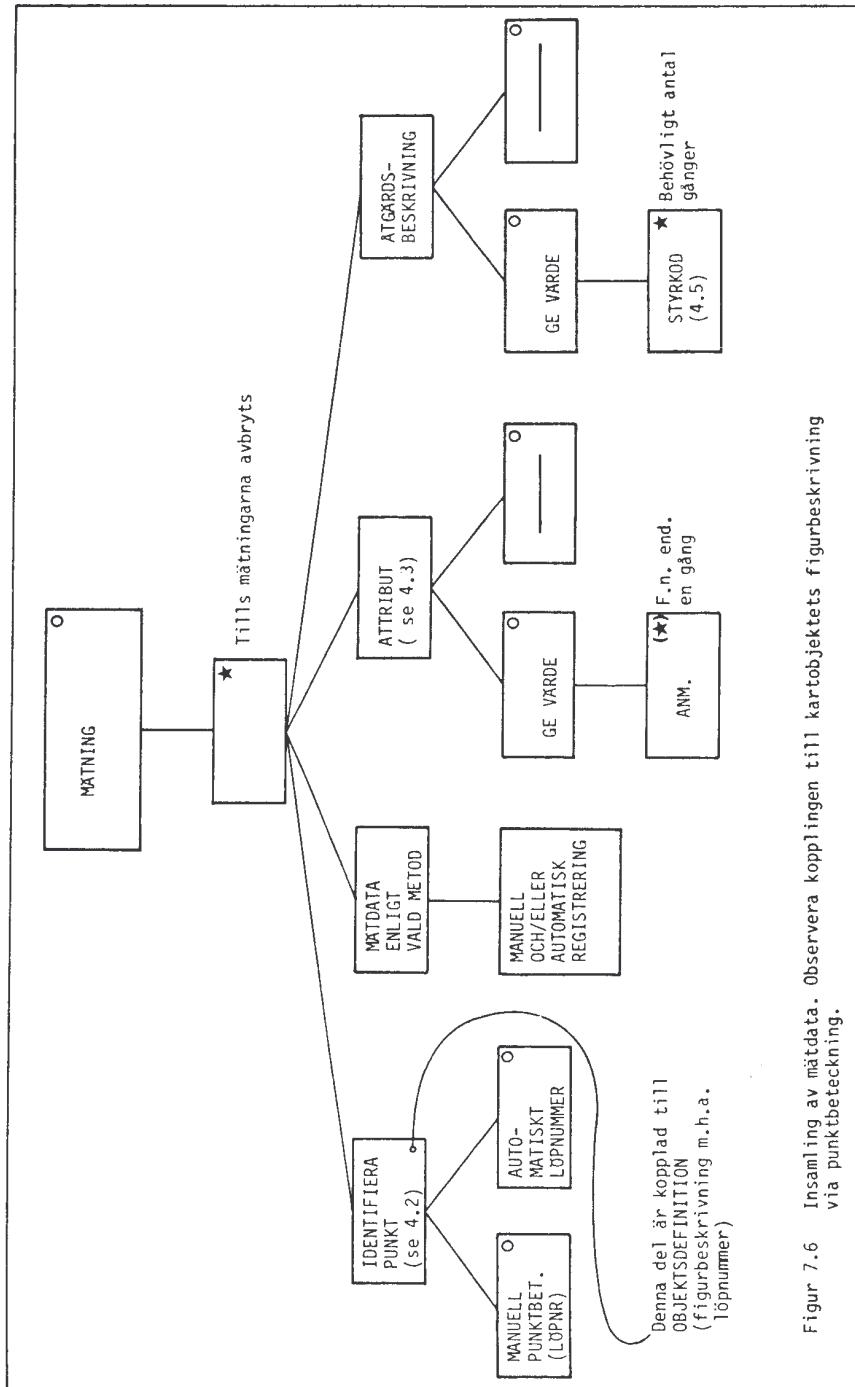 MÄTNING
Tills mätningarna avbryts
IDENTIFIERA
PUNKT
(se 4.2)
MÄTDATA
ENLIGT
VALD METOD
ATTRIBUT
( se 4.3)
ÅTGÄRDS-
BESKRIVNING
MANUELL
PUNKTBET.
(LÖPNR)
AUTO-
MATISKT
LÖPNUMMER
MANUELL
OCH/ELLER
AUTOMATISK
REGISTRERING
GE VÄRDE
GE VÄRDE
ANM.
(★) F.n. end.
en gång
STYRKOD
(4.5)
★ Behövligt antal
gånger
Denna del är kopplad till
OBJEKTSDEFINITION
(figurbeskrivning m.h.a.
löpnummer)
Figur 7.6 Insamling av mätdata. Observera kopplingen till kartobjektets figurbeskrivning
via punktbeteckning.